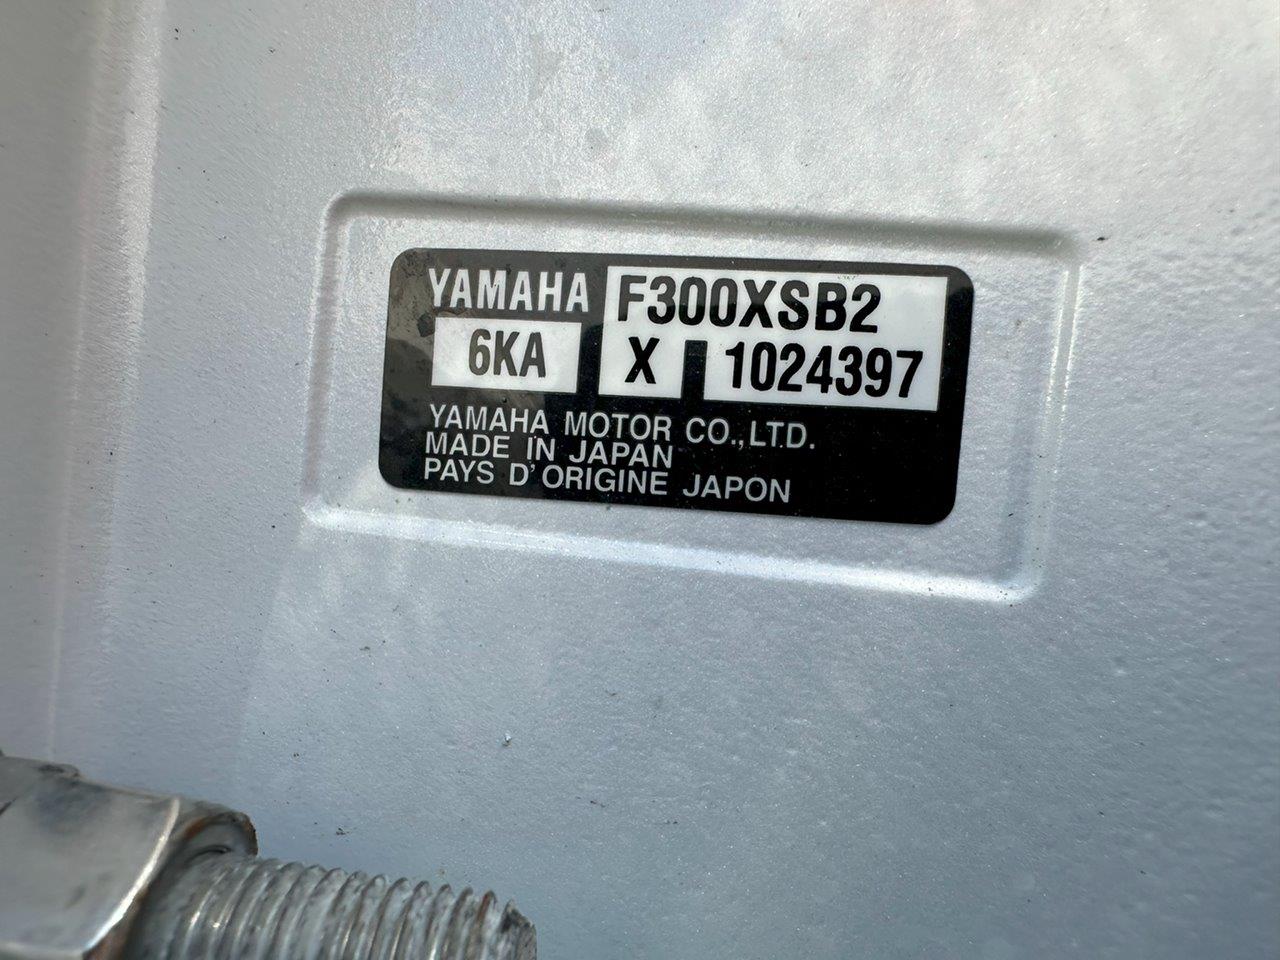 YAMAHA F300XSB2
6KA X 1024397
YAMAHA MOTOR CO.,LTD.
MADE IN JAPAN
PAYS D'ORIGINE JAPON